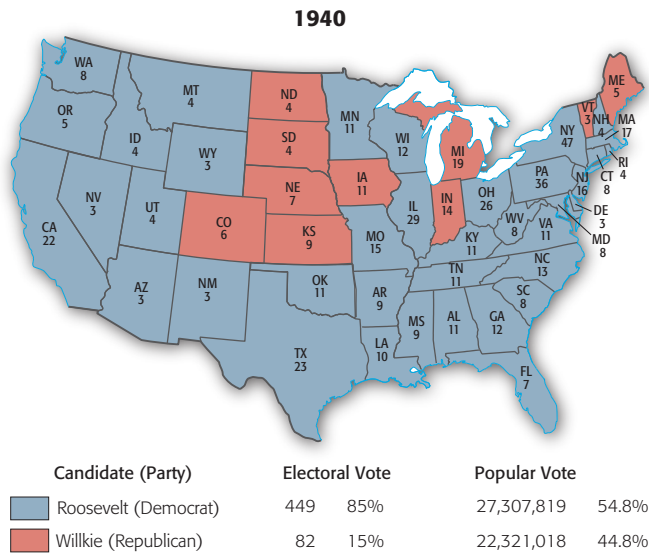 1940
WA
8
OR
5
CA
22
NV
3
ID
4
MT
4
WY
3
UT
4
AZ
3
CO
6
NM
3
ND
4
SD
4
NE
7
KS
9
OK
11
TX
23
MN
11
IA
11
MO
15
AR
9
LA
10
WI
12
IL
29
MI
19
IN
14
OH
26
KY
11
TN
11
MS
9
AL
11
GA
12
FL
7
SC
8
NC
13
VA
11
WV
8
PA
36
NY
47
VT
3
NH
4
ME
5
MA
17
RI
4
CT
8
NJ
16
DE
3
MD
8
Candidate (Party) Electoral Vote Popular Vote
Roosevelt (Democrat) 449 85% 27,307,819 54.8%
Willkie (Republican) 82 15% 22,321,018 44.8%